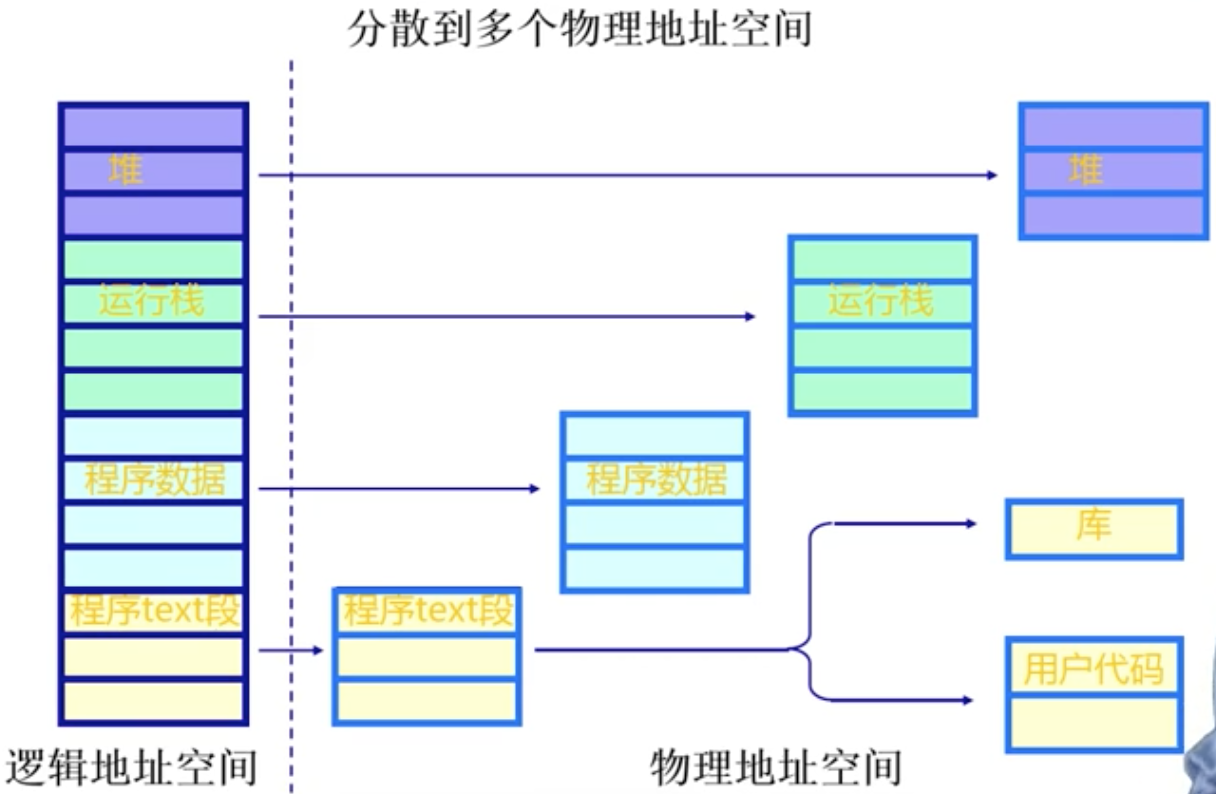 分散到多个物理地址空间
堆
堆
运行栈
运行栈
程序数据
程序数据
库
程序text段
程序text段
用户代码
逻辑地址空间
物理地址空间